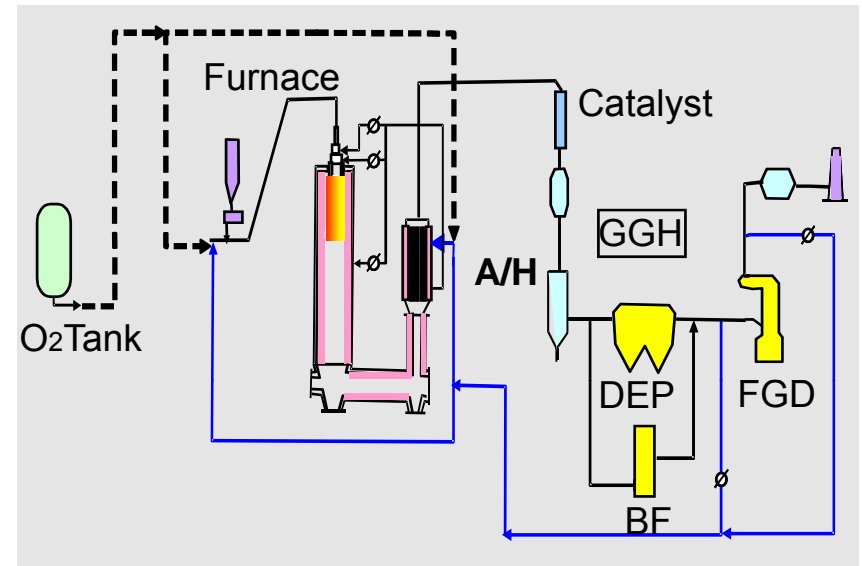 Furnace
Catalyst
GGH
A/H
O2Tank
DEP
FGD
BF